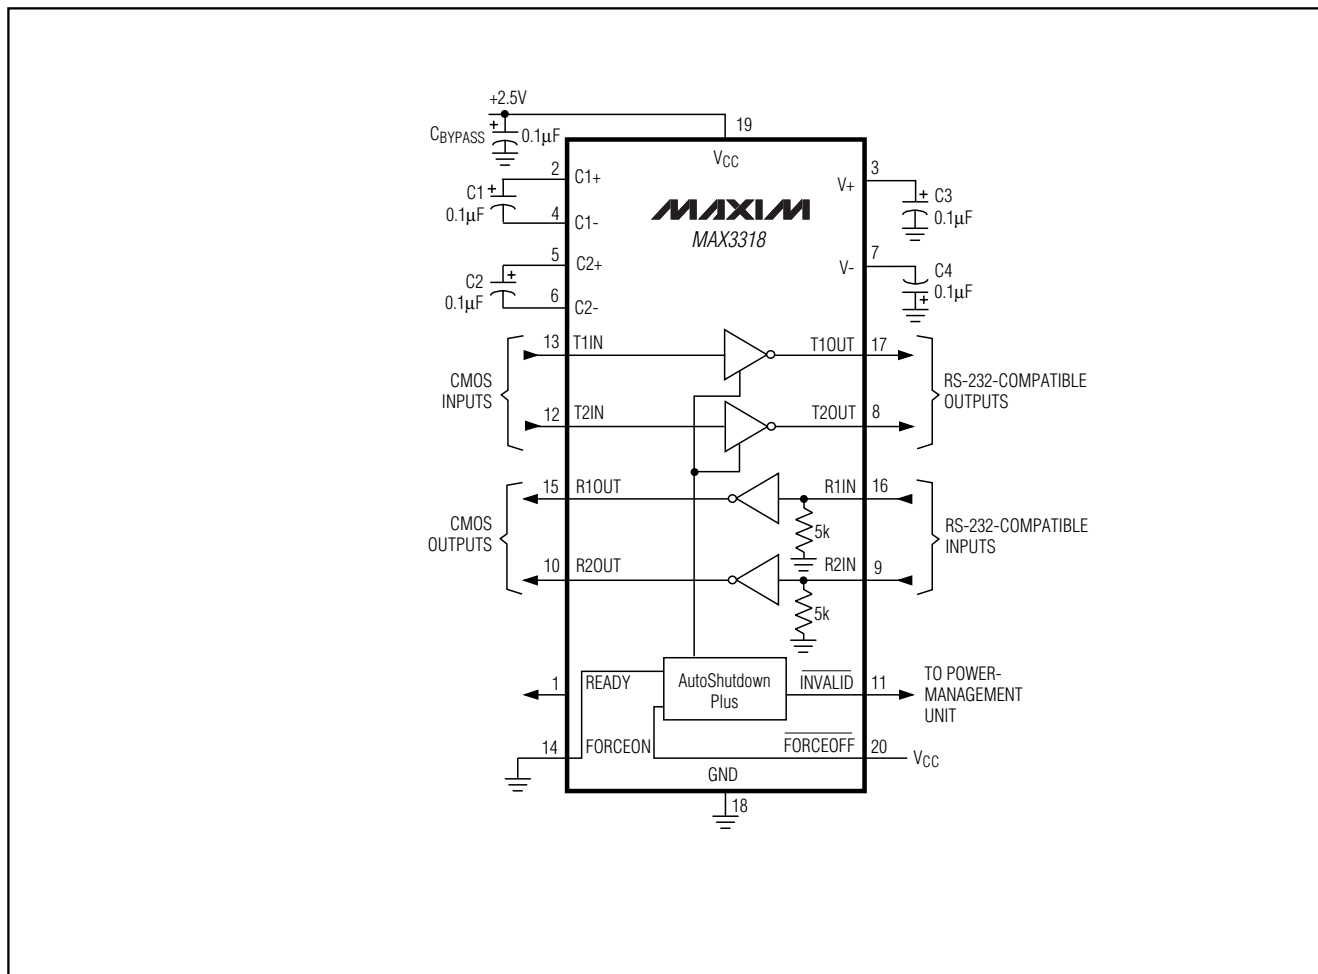 +2.5V
19
+
CBYPASS
0.1µF
VCC
2
C1+
3
V+
C1
+
0.1µF
+
C3
0.1µF
4
C1-
MAXIM
MAX3318
5
C2+
7
V-
C2
+
0.1µF
C4
0.1µF
+
6
C2-
13
T1IN
T1OUT
17
CMOS
INPUTS
RS-232-COMPATIBLE
OUTPUTS
12
T2IN
T2OUT
8
15
R1OUT
R1IN
16
5k
CMOS
OUTPUTS
RS-232-COMPATIBLE
INPUTS
10
R2OUT
R2IN
9
5k
1
READY
AutoShutdown
Plus
INVALID
11
TO POWER-
MANAGEMENT
UNIT
14
FORCEON
FORCEOFF
20
VCC
GND
18